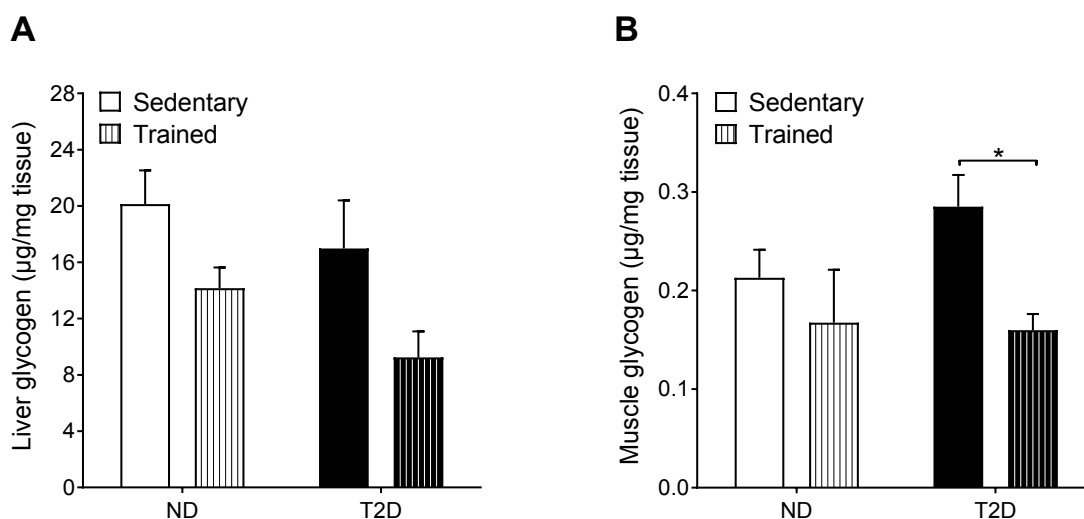 A
Liver glycogen (µg/mg tissue)
28
24
20
16
12
8
4
0
Sedentary
Trained
ND
T2D
B
Muscle glycogen (µg/mg tissue)
0.4
0.3
0.2
0.1
0.0
Sedentary
Trained
*
ND
T2D